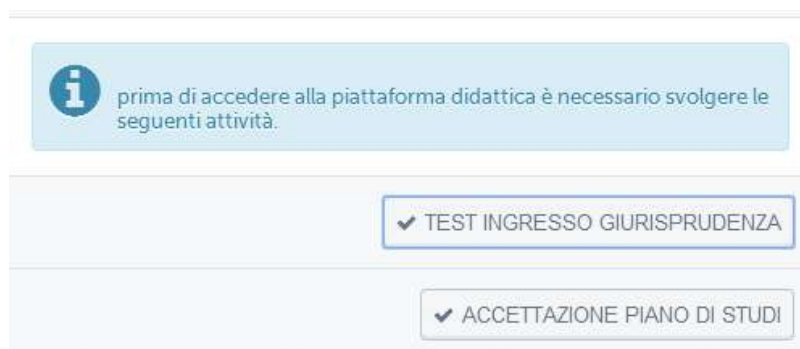 prima di accedere alla piattaforma didattica è necessario svolgere le
seguenti attività.
TEST INGRESSO GIURISPRUDENZA
ACCETTAZIONE PIANO DI STUDI